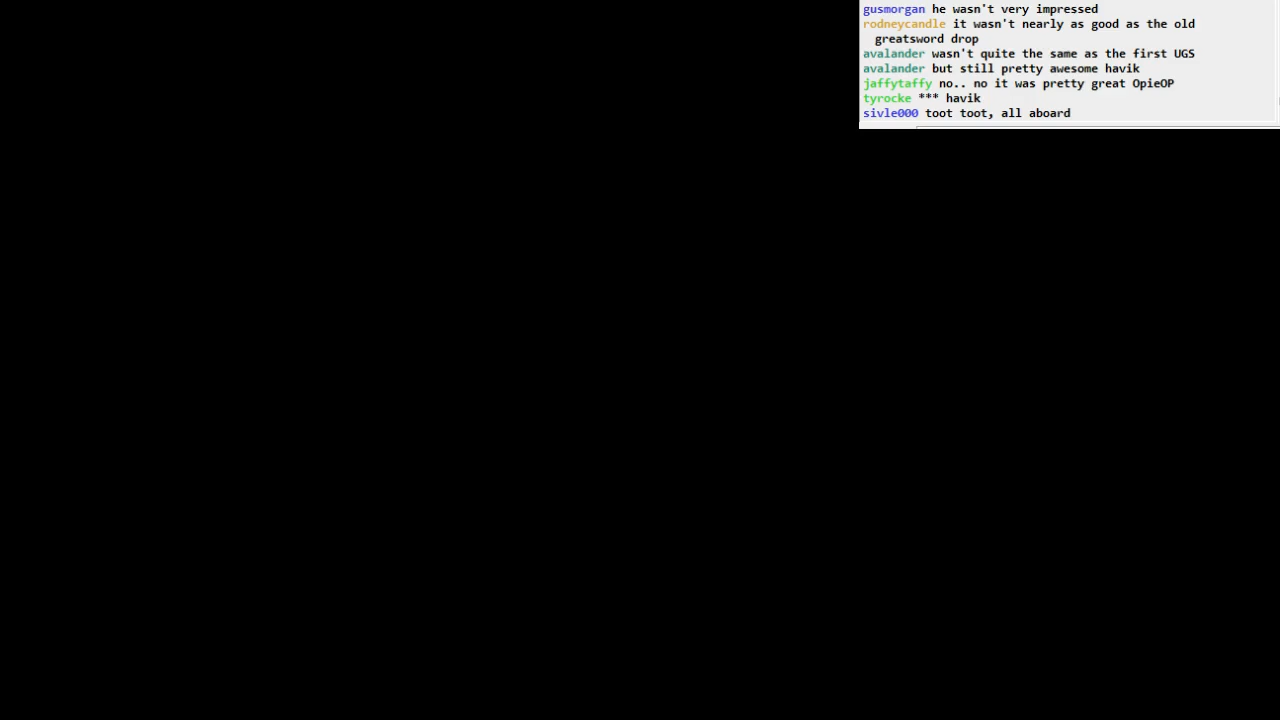 gusmorgan he wasn't very impressed
rodneycandle it wasn't nearly as good as the old
greatsword drop
avalander wasn't quite the same as the first UGS
avalander but still pretty awesome havik
jaffytaffy no.. no it was pretty great OpieOP
tyrocke *** havik
sivle000 toot toot, all aboard